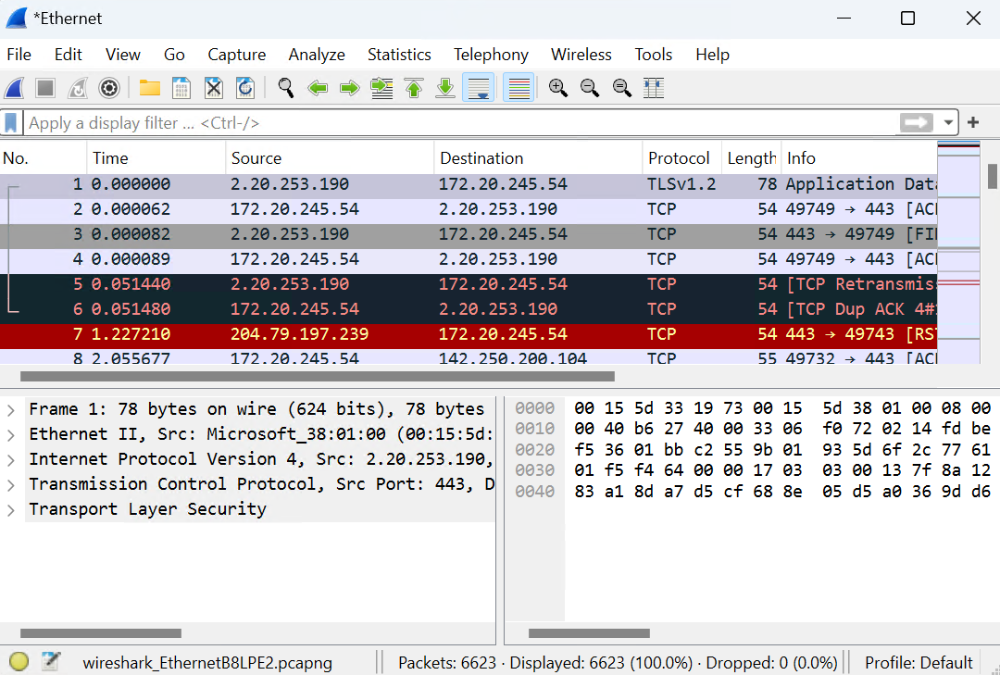 *Ethernet
File Edit View Go Capture Analyze Statistics Telephony Wireless Tools Help
Apply a display filter ... <Ctrl-/>
No. Time Source Destination Protocol Length Info
1 0.000000 2.20.253.190 172.20.245.54 TLSv1.2 78 Application Data
2 0.000062 172.20.245.54 2.20.253.190 TCP 54 49749 → 443 [ACK
3 0.000082 2.20.253.190 172.20.245.54 TCP 54 443 → 49749 [FI
4 0.000089 172.20.245.54 2.20.253.190 TCP 54 49749 → 443 [ACK
5 0.051440 2.20.253.190 172.20.245.54 TCP 54 [TCP Retransmis
6 0.051480 172.20.245.54 2.20.253.190 TCP 54 [TCP Dup ACK 4#
7 1.227210 204.79.197.239 172.20.245.54 TCP 54 443 → 49743 [RS
8 2.055677 172.20.245.54 142.250.200.104 TCP 55 49732 → 443 [ACK
Frame 1: 78 bytes on wire (624 bits), 78 bytes
Ethernet II, Src: Microsoft_38:01:00 (00:15:5d:
Internet Protocol Version 4, Src: 2.20.253.190,
Transmission Control Protocol, Src Port: 443, D
Transport Layer Security
0000 00 15 5d 33 19 73 00 15 5d 38 01 00 08 00
0010 00 40 b6 27 40 00 33 06 f0 72 02 14 fd be
0020 f5 36 01 bb c2 55 9b 01 93 5d 6f 2c 77 61
0030 01 f5 f4 64 00 00 17 03 03 00 13 7f 8a 12
0040 83 a1 8d a7 d5 cf 68 8e 05 d5 a0 36 9d d6
wireshark_EthernetB8LPE2.pcapng
Packets: 6623 · Displayed: 6623 (100.0%) · Dropped: 0 (0.0%)
Profile: Default